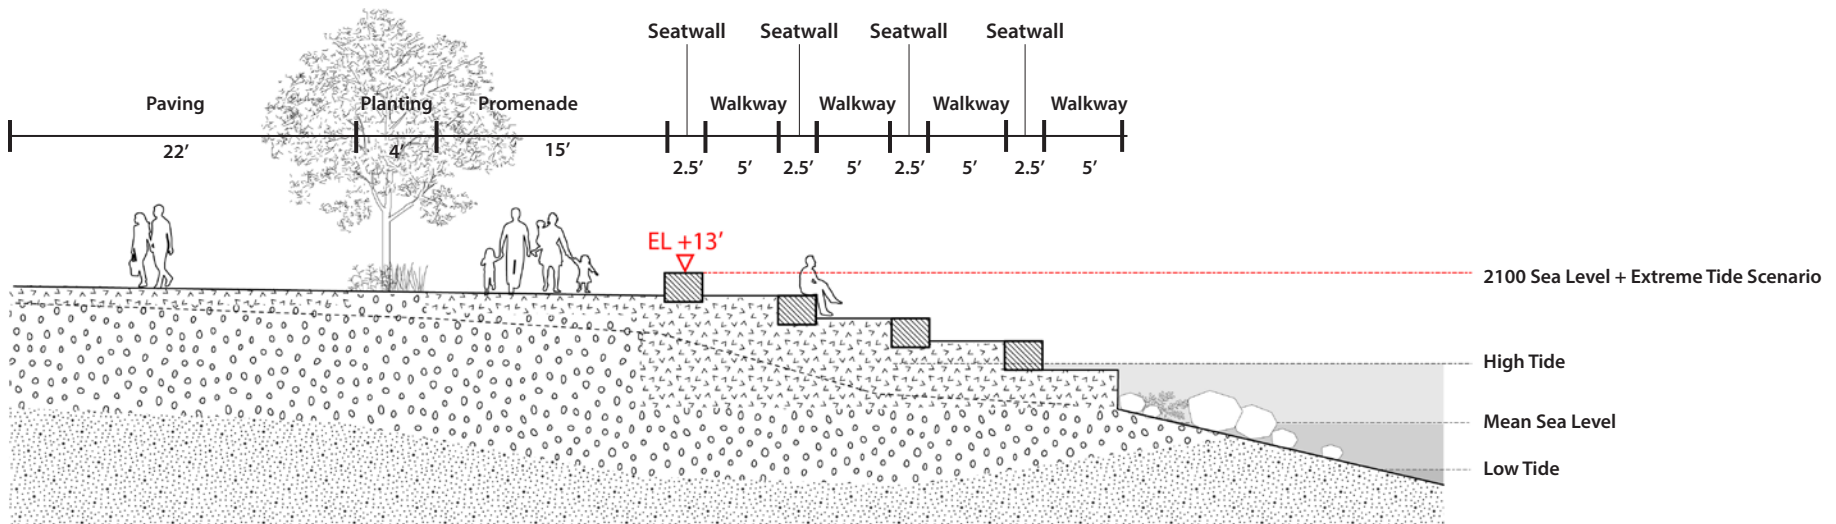 Seatwall Seatwall Seatwall Seatwall
Paving Planting Promenade Walkway Walkway Walkway Walkway
22’ 4’ 15’ 2.5’ 5’ 2.5’ 5’ 2.5’ 5’ 2.5’ 5’
EL +13’
2100 Sea Level + Extreme Tide Scenario
High Tide
Mean Sea Level
Low Tide